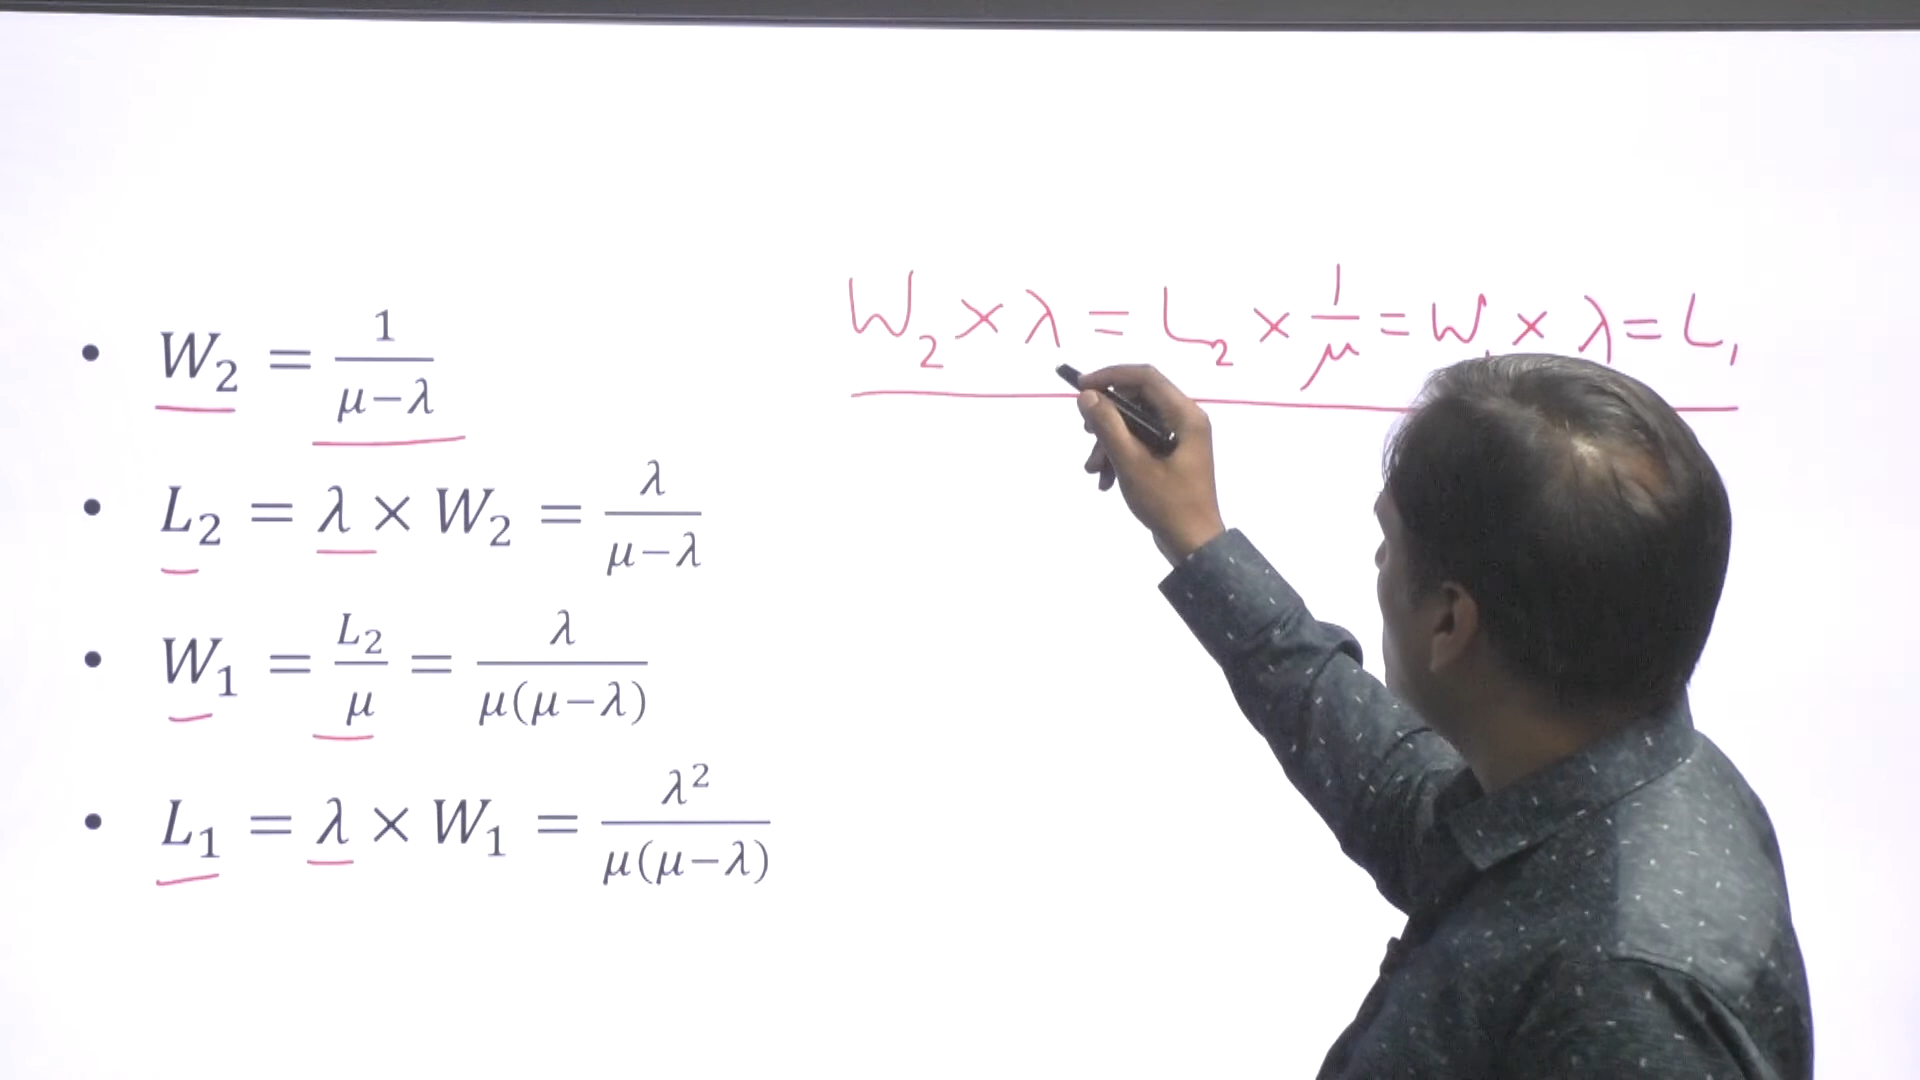 W₂ × λ = L₂ × 1/μ = W₁ × λ = L₁
• W₂ = 1/(μ−λ)
• L₂ = λ × W₂ = λ/(μ−λ)
• W₁ = L₂/μ = λ/(μ(μ−λ))
• L₁ = λ × W₁ = λ²/(μ(μ−λ))